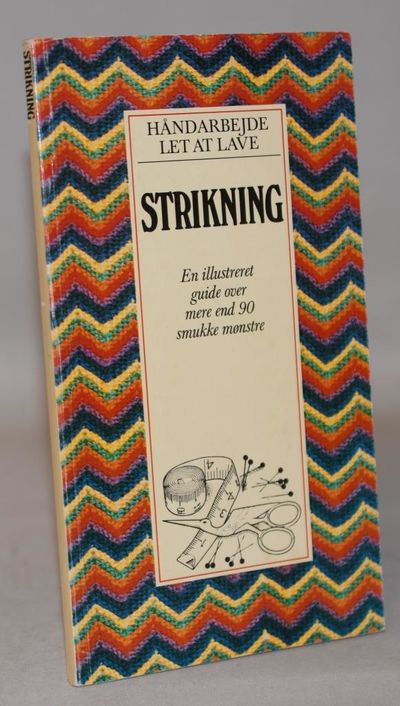 STRIKNING
HÅNDARBEJDE
LET AT LAVE
STRIKNING
En illustreret
guide over
mere end 90
smukke mønstre